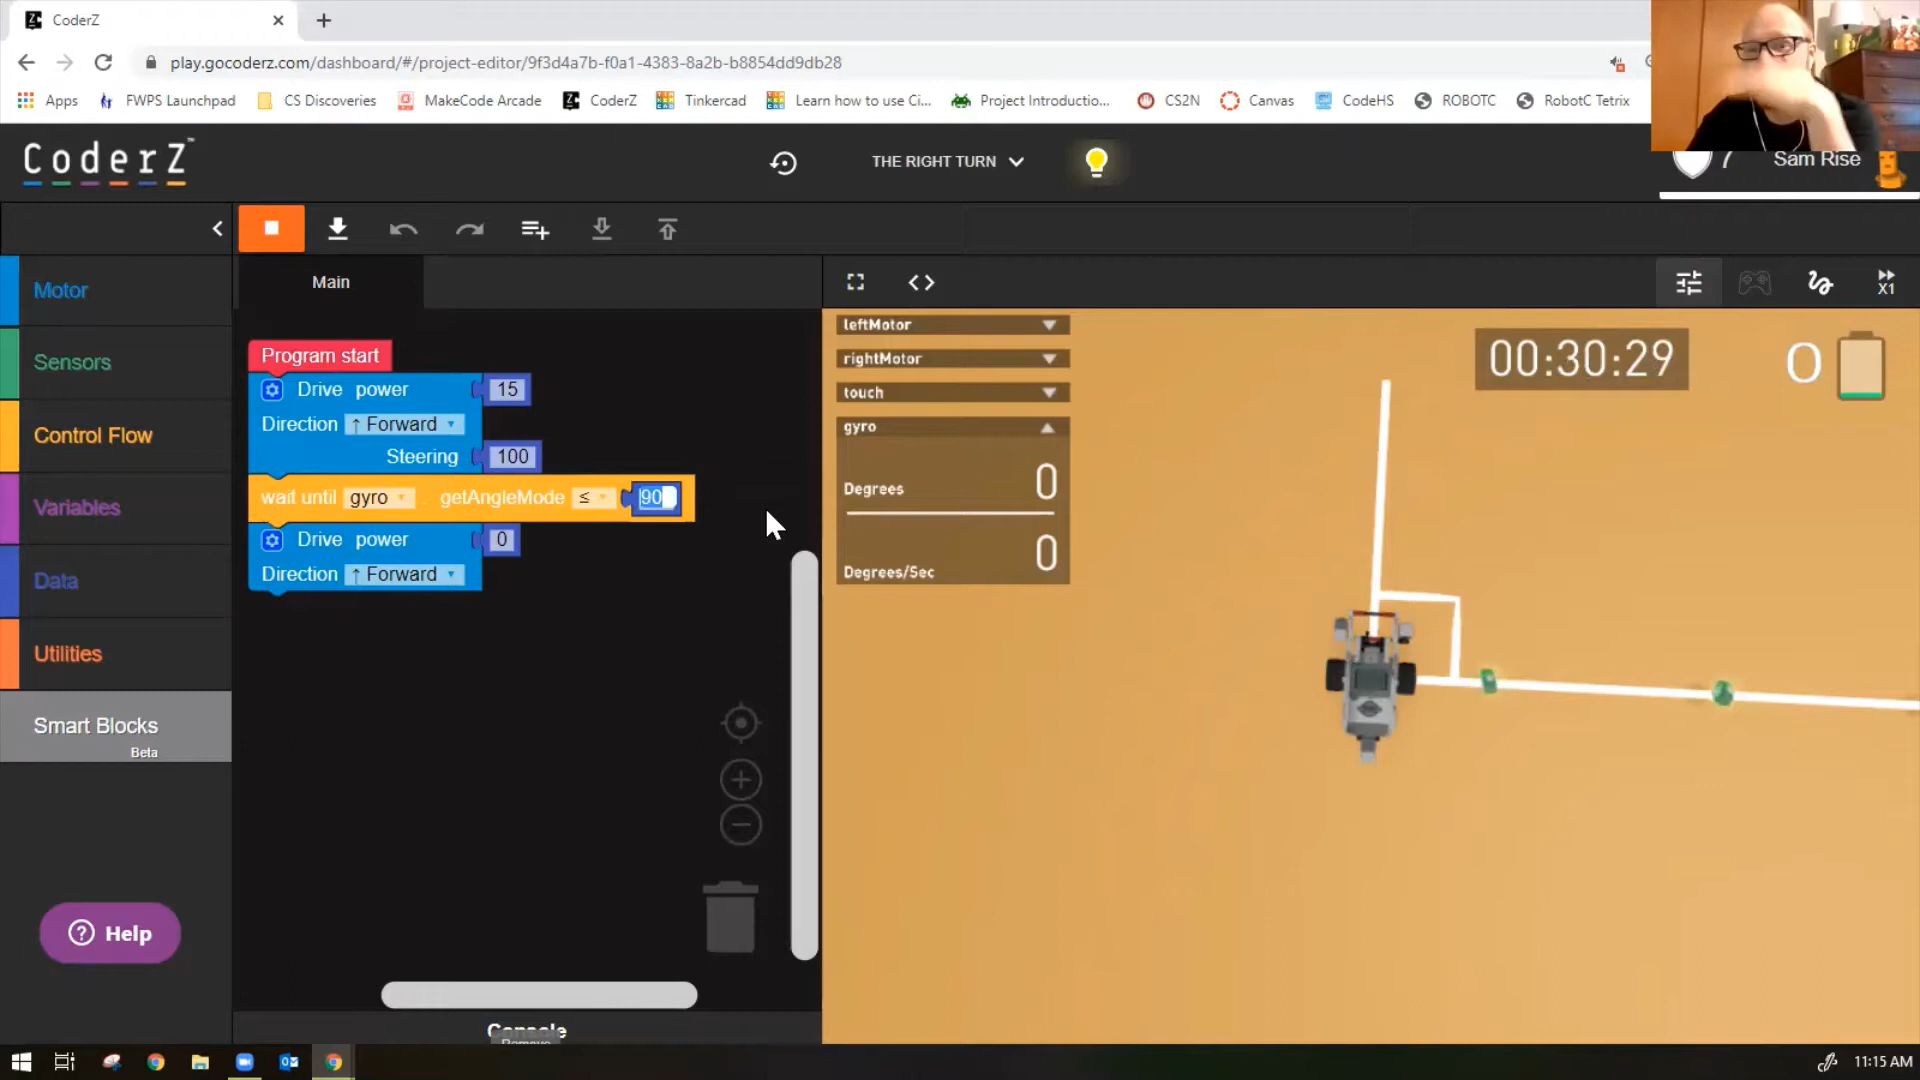 CoderZ
play.gocoderz.com/dashboard/#/project-editor/9f3d4a7b-f0a1-4383-8a2b-b8854dd9db28
Apps FWPS Launchpad CS Discoveries MakeCode Arcade CoderZ Tinkercad Learn how to use Ci... Project Introductio... CS2N Canvas CodeHS ROBOTC RobotC Tetrix
CoderZ™
THE RIGHT TURN
7 Sam Rise
Main
X1
Motor
Sensors
Control Flow
Variables
Data
Utilities
Smart Blocks
Beta
Help
Program start
Drive power 15
Direction ↑ Forward
Steering 100
wait until gyro . getAngleMode ≤ 90
Drive power 0
Direction ↑ Forward
Console
Remove
leftMotor
rightMotor
touch
gyro
Degrees 0
Degrees/Sec 0
00:30:29
0
11:15 AM